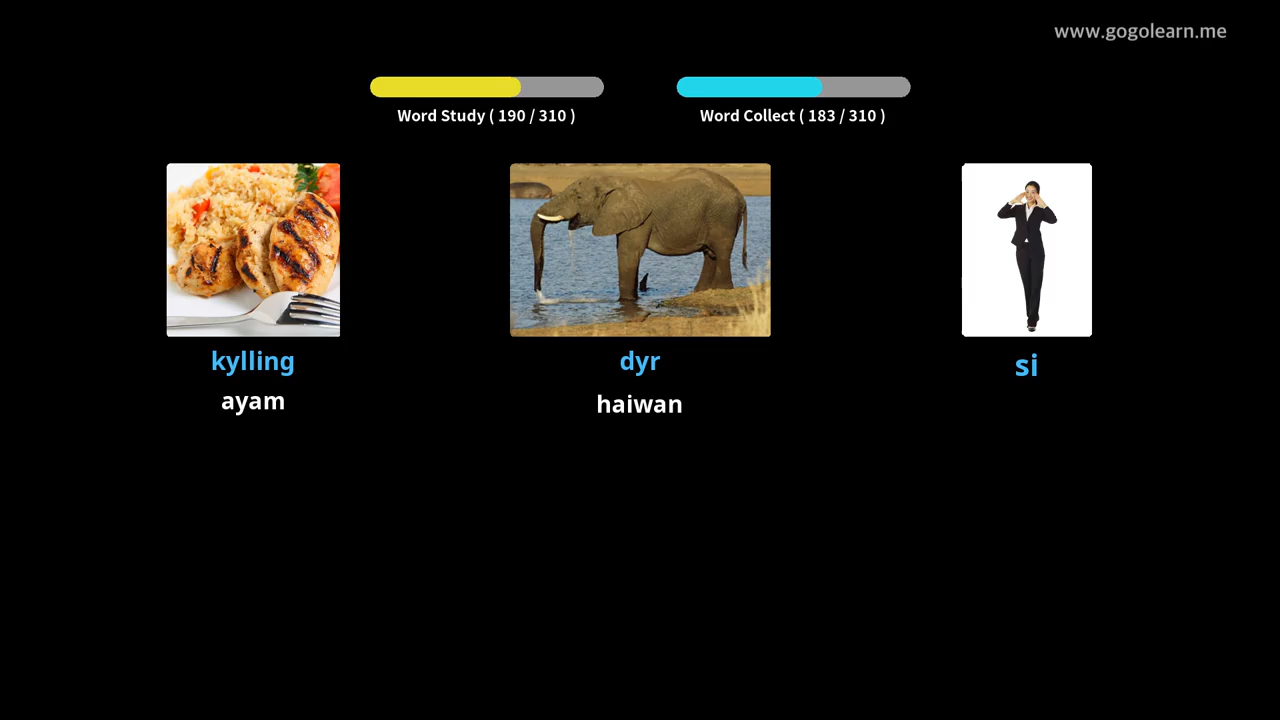 www.gogolearn.me
Word Study ( 190 / 310 )
Word Collect ( 183 / 310 )
kylling
dyr
si
ayam
haiwan